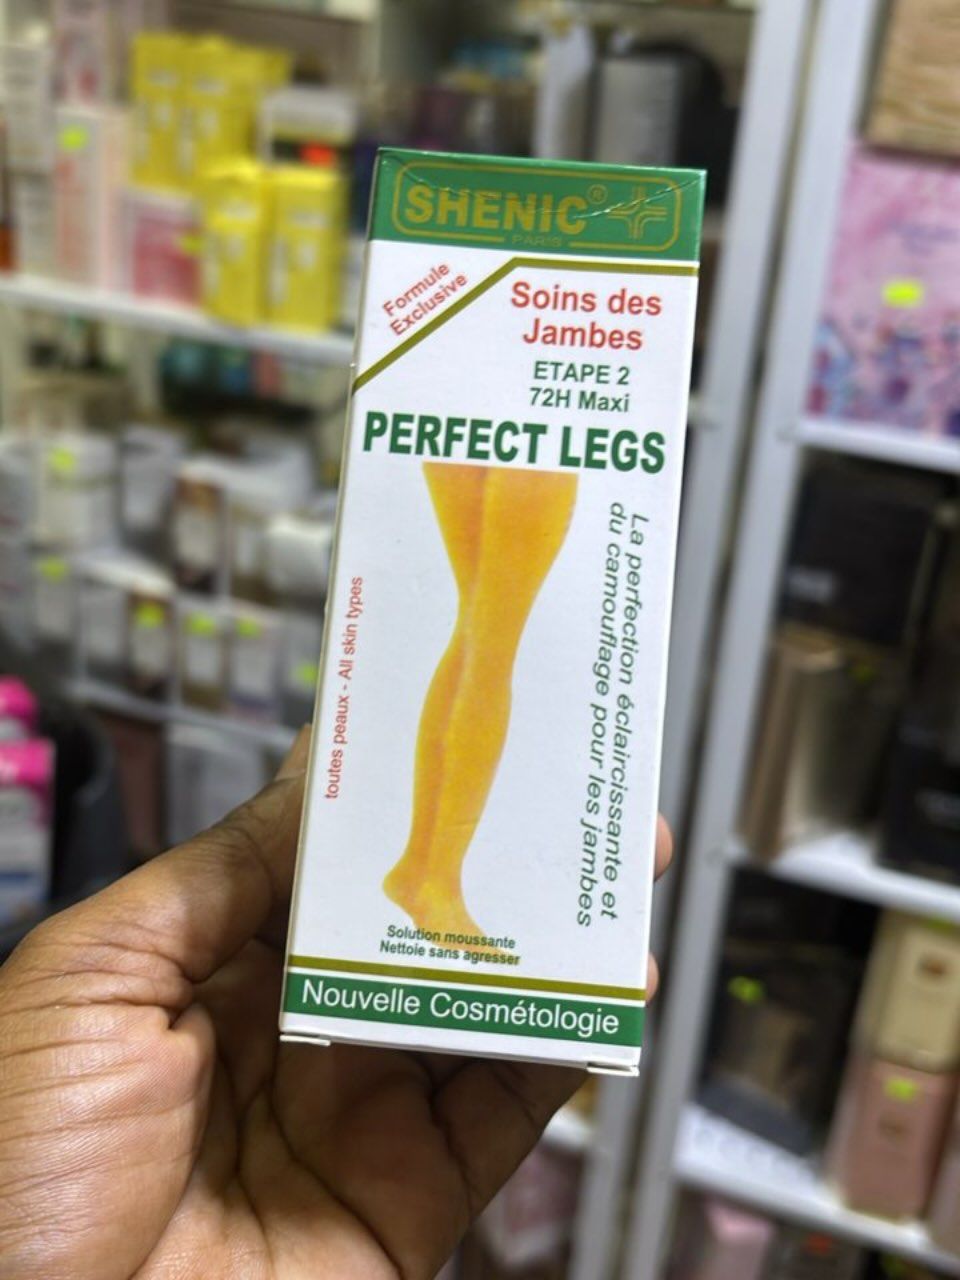 SHENIC®
PARIS
Formule
Exclusive
Soins des
Jambes
ETAPE 2
72H Maxi
PERFECT LEGS
La perfection éclaircissante et
du camouflage pour les jambes
toutes peaux - All skin types
Solution moussante
Nettoie sans agresser
Nouvelle Cosmétologie